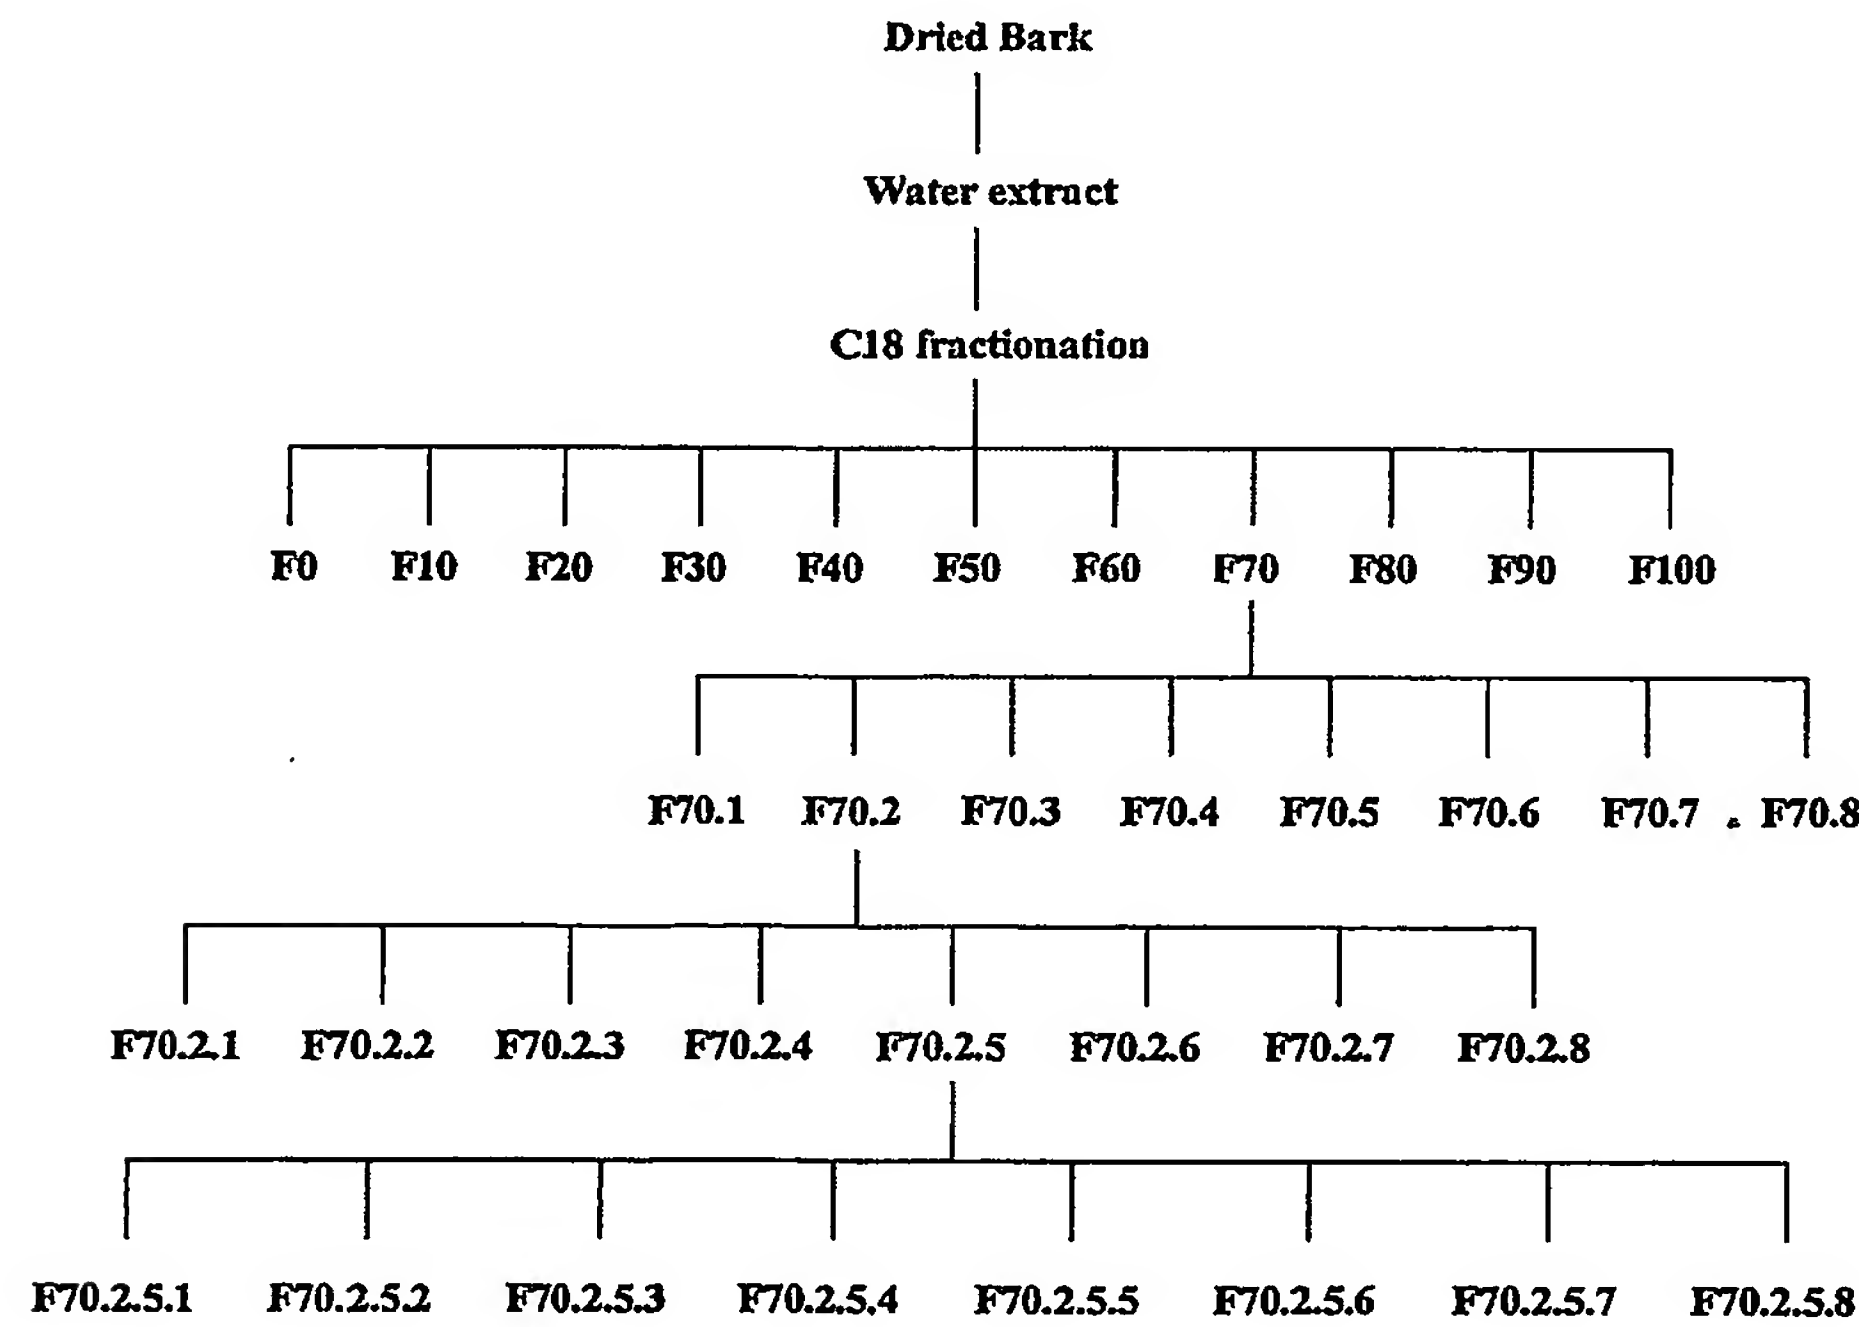 Dried Bark
Water extract
C18 fractionation
F0 F10 F20 F30 F40 F50 F60 F70 F80 F90 F100
F70.1 F70.2 F70.3 F70.4 F70.5 F70.6 F70.7 F70.8
F70.2.1 F70.2.2 F70.2.3 F70.2.4 F70.2.5 F70.2.6 F70.2.7 F70.2.8
F70.2.5.1 F70.2.5.2 F70.2.5.3 F70.2.5.4 F70.2.5.5 F70.2.5.6 F70.2.5.7 F70.2.5.8